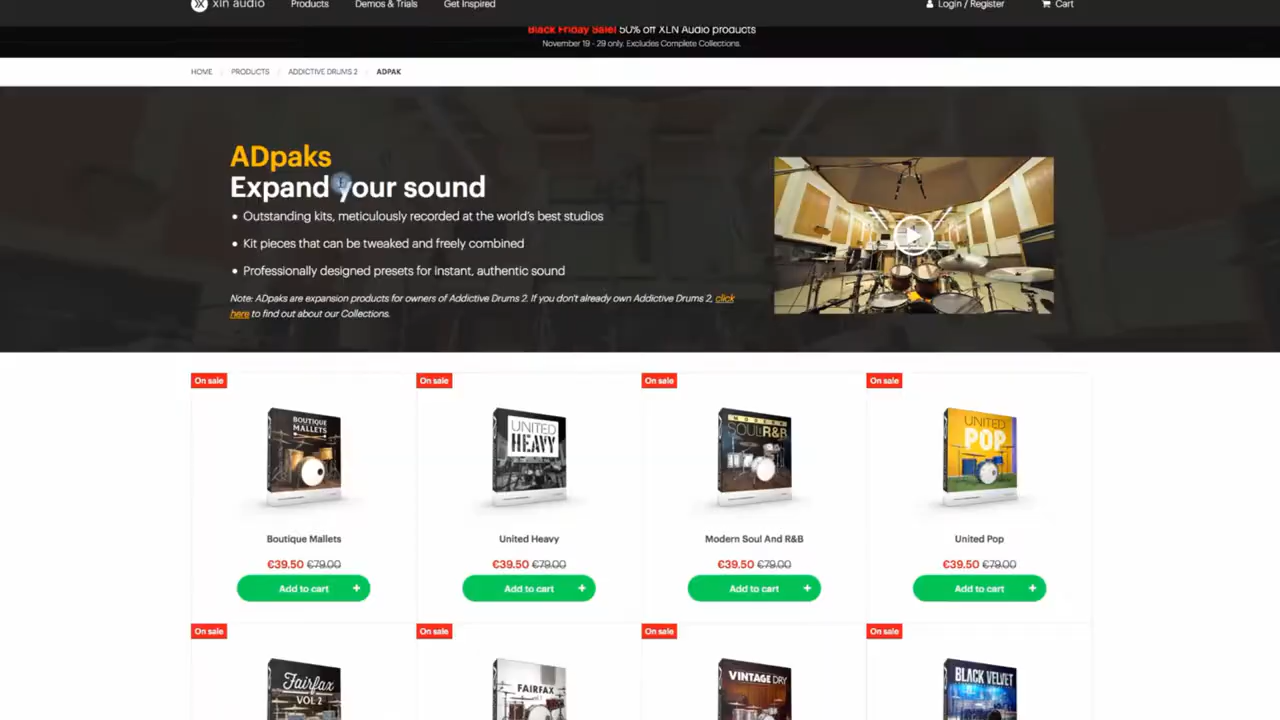 xln audio
Products
Demos & Trials
Get Inspired
Login / Register
Cart
Black Friday Sale! 50% off XLN Audio products
November 19 - 29 only. Excludes Complete Collections.
HOME
PRODUCTS
ADDICTIVE DRUMS 2
ADPAK
ADpaks
Expand your sound
Outstanding kits, meticulously recorded at the world's best studios
Kit pieces that can be tweaked and freely combined
Professionally designed presets for instant, authentic sound
Note: ADpaks are expansion products for owners of Addictive Drums 2. If you don't already own Addictive Drums 2, click
here to find out about our Collections.
On sale
On sale
On sale
On sale
BOUTIQUE
MALLETS
UNITED
HEAVY
MODERN
SOUL R&B
UNITED
POP
Boutique Mallets
United Heavy
Modern Soul And R&B
United Pop
€39.50 €79.00
€39.50 €79.00
€39.50 €79.00
€39.50 €79.00
Add to cart +
Add to cart +
Add to cart +
Add to cart +
On sale
On sale
On sale
On sale
Fairfax
VOL.2
FAIRFAX
VINTAGE DRY
BLACK VELVET